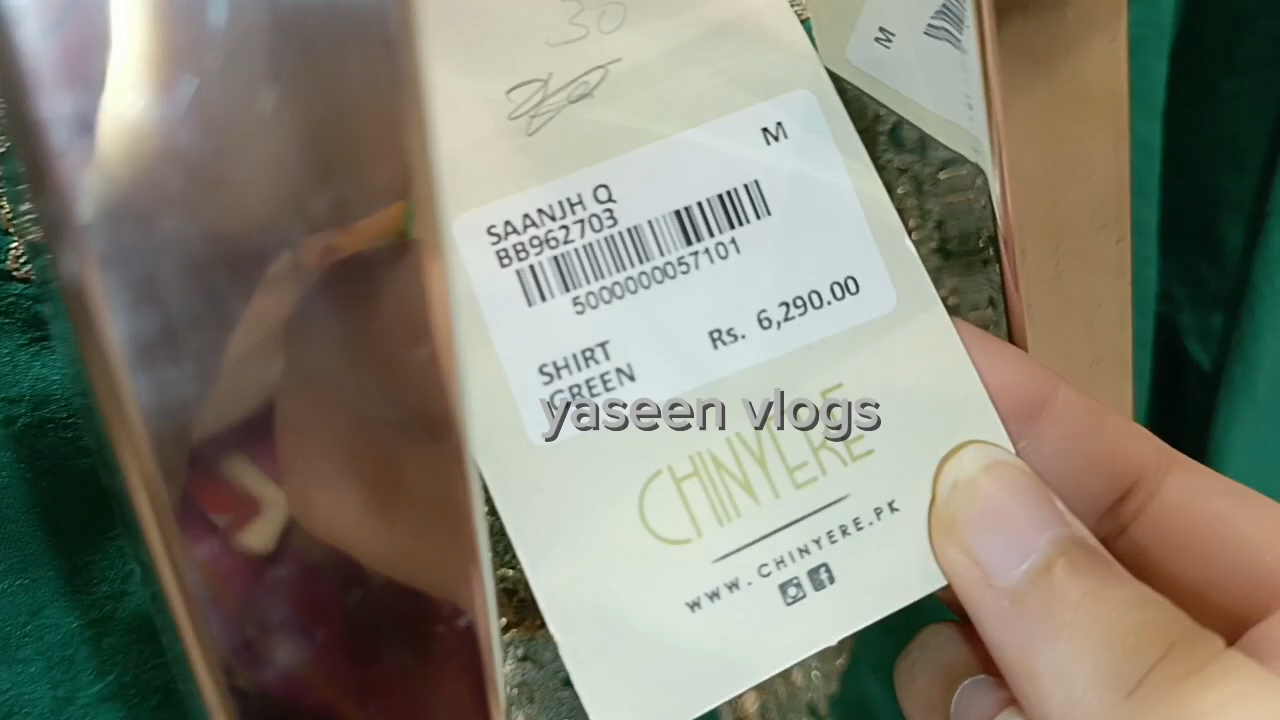 30
M
M
SAANJH Q
BB962703
5000000057101
Rs. 6,290.00
SHIRT
GREEN
yaseen vlogs
CHINYERE
WWW.CHINYERE.PK